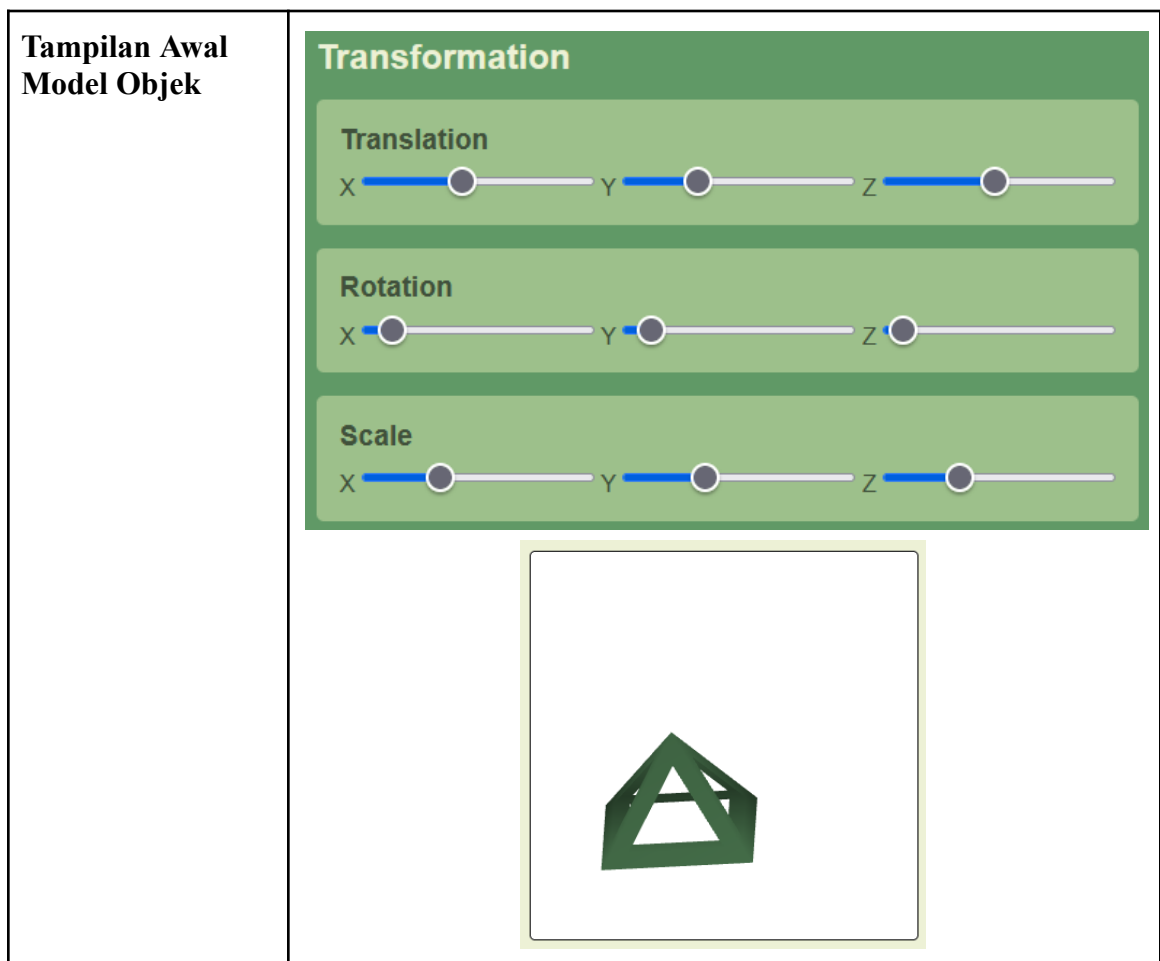 Tampilan Awal
Model Objek
Transformation
Translation
X Y Z
Rotation
X Y Z
Scale
X Y Z